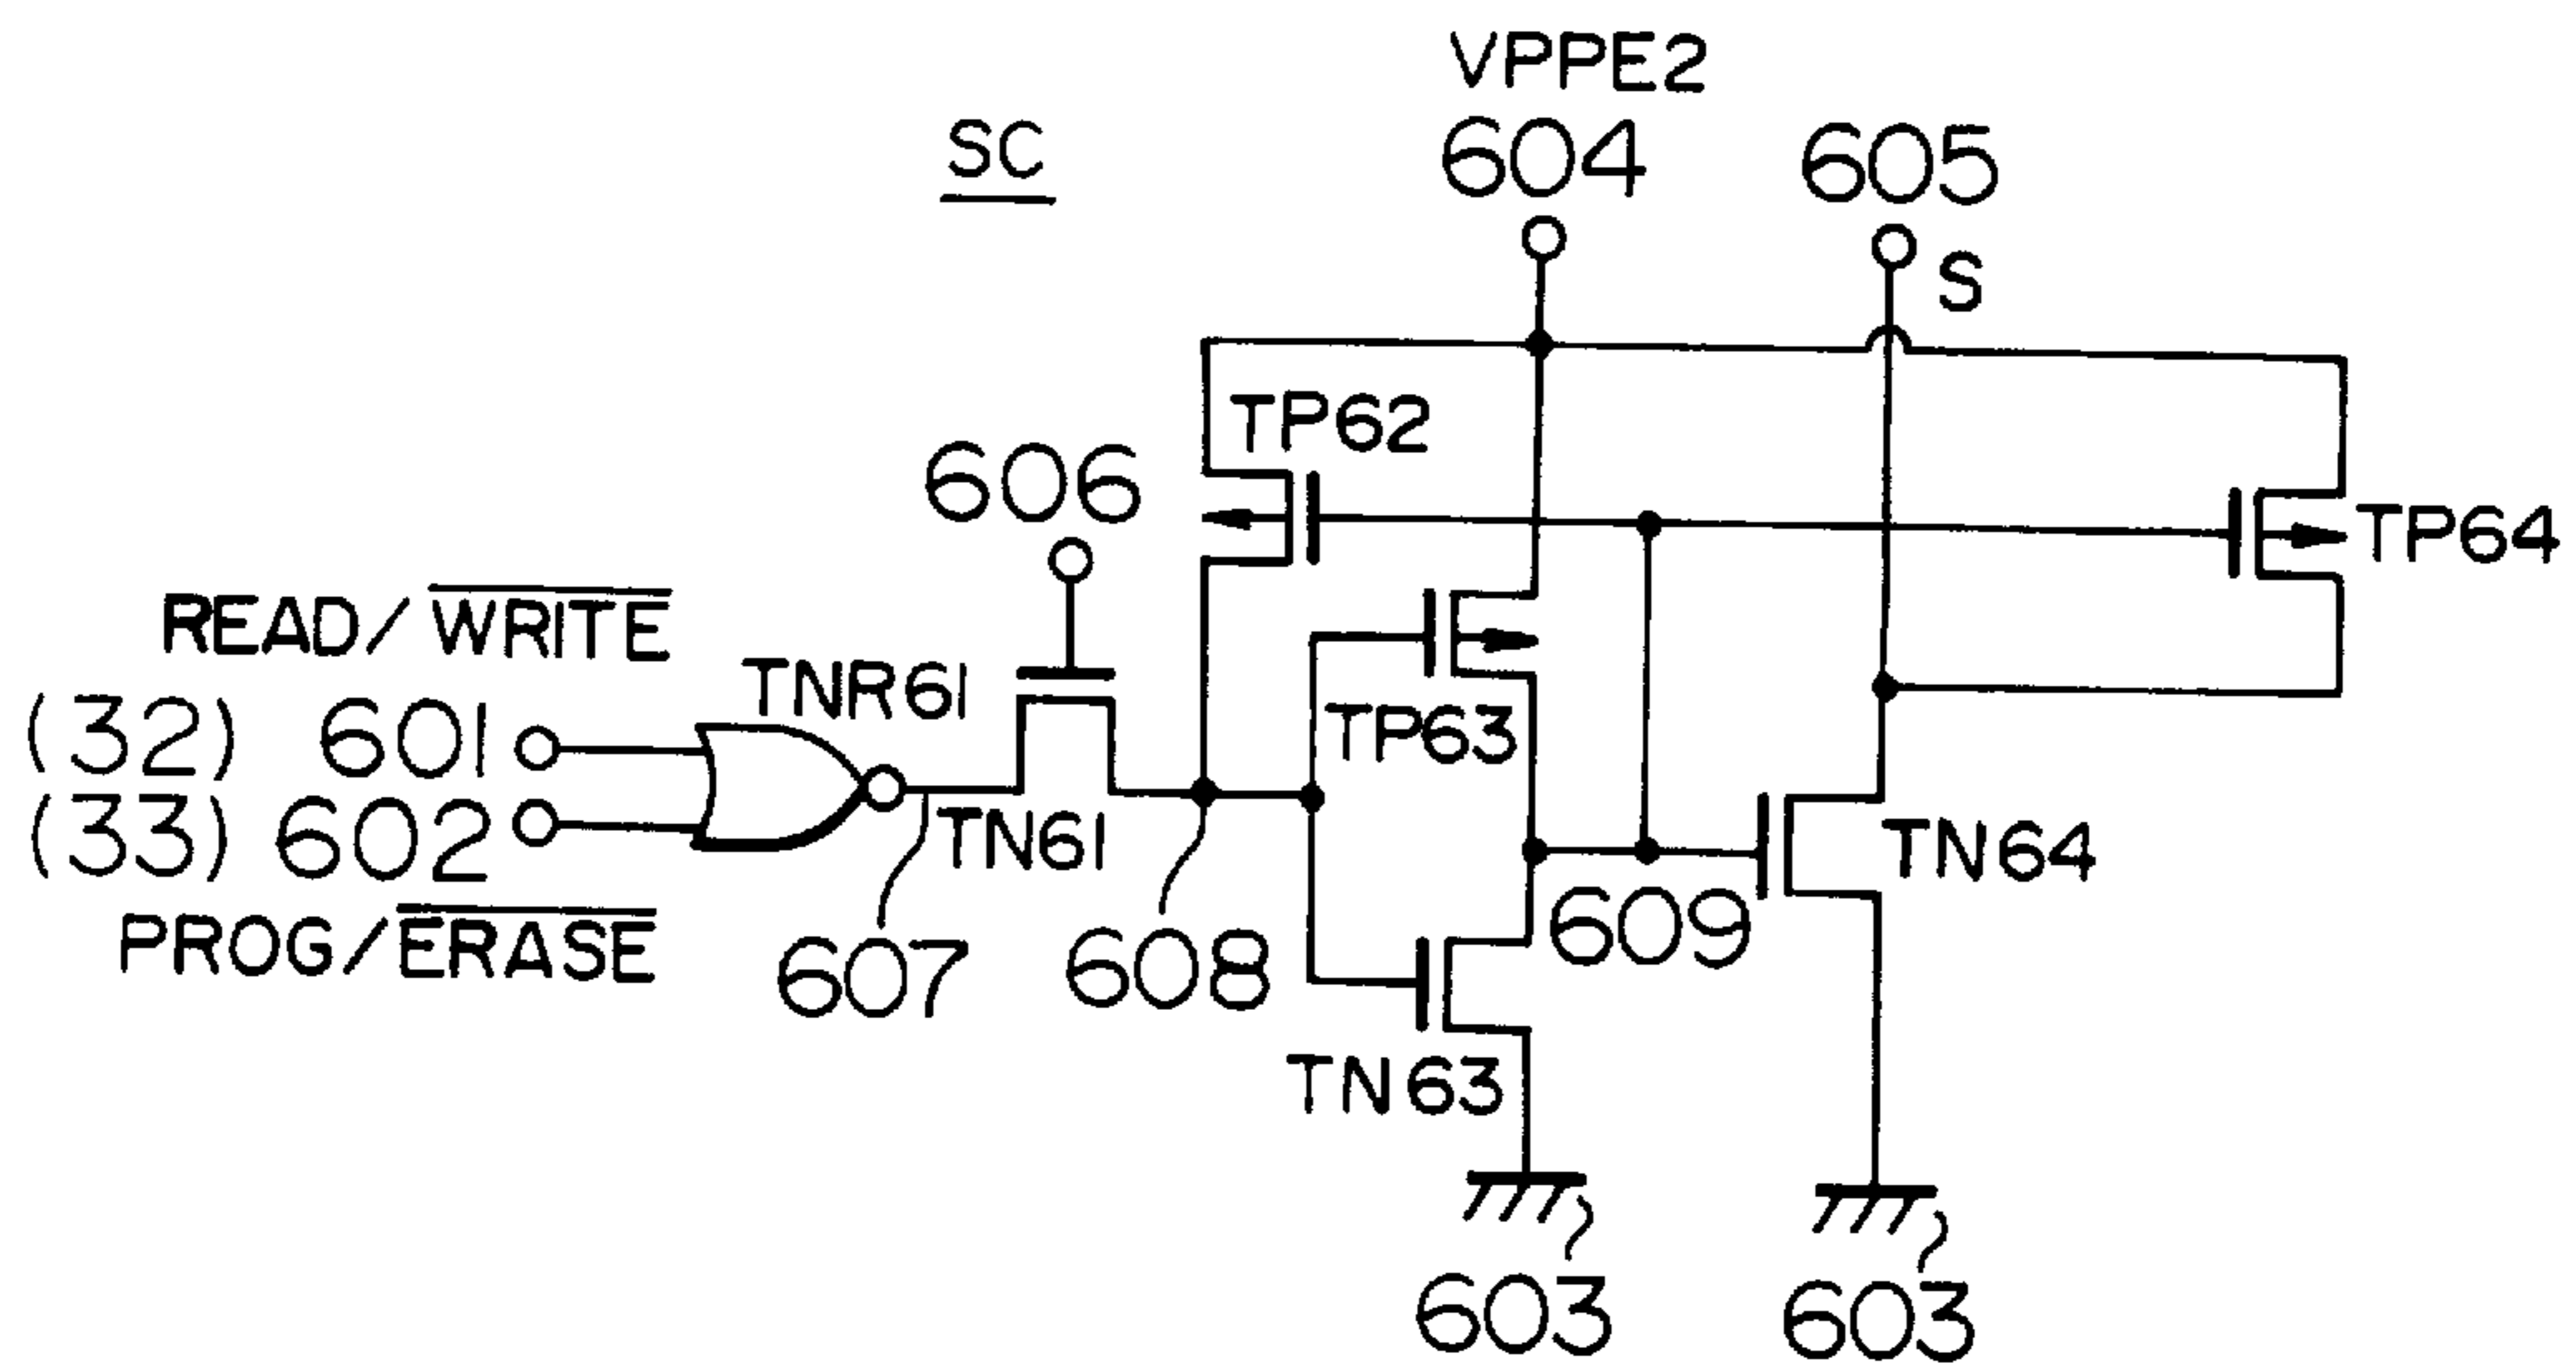 VPPE2
SC
604
605
S
TP62
606
TP64
READ/WRITE
TNR61
(32) 601
TP63
(33) 602
TN61
TN64
PROG/ERASE
607
608
609
TN63
603
603